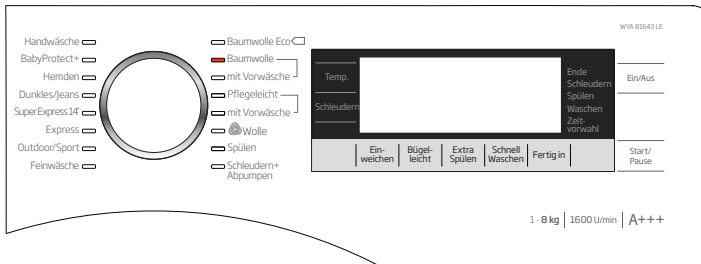 WYA 81643 LE
Handwäsche
BabyProtect+
Hemden
Dunkles/Jeans
SuperExpress 14'
Express
Outdoor/Sport
Feinwäsche
Baumwolle Eco
Baumwolle
mit Vorwäsche
Pflegeleicht
mit Vorwäsche
Wolle
Spülen
Schleudern+
Abpumpen
Temp.
Schleudern
Ende
Schleudern
Spülen
Waschen
Zeit-
vorwahl
Ein-
weichen
Bügel-
leicht
Extra
Spülen
Schnell
Waschen
Fertig in
Ein/Aus
Start/
Pause
1 - 8 kg 1600 U/min A+++